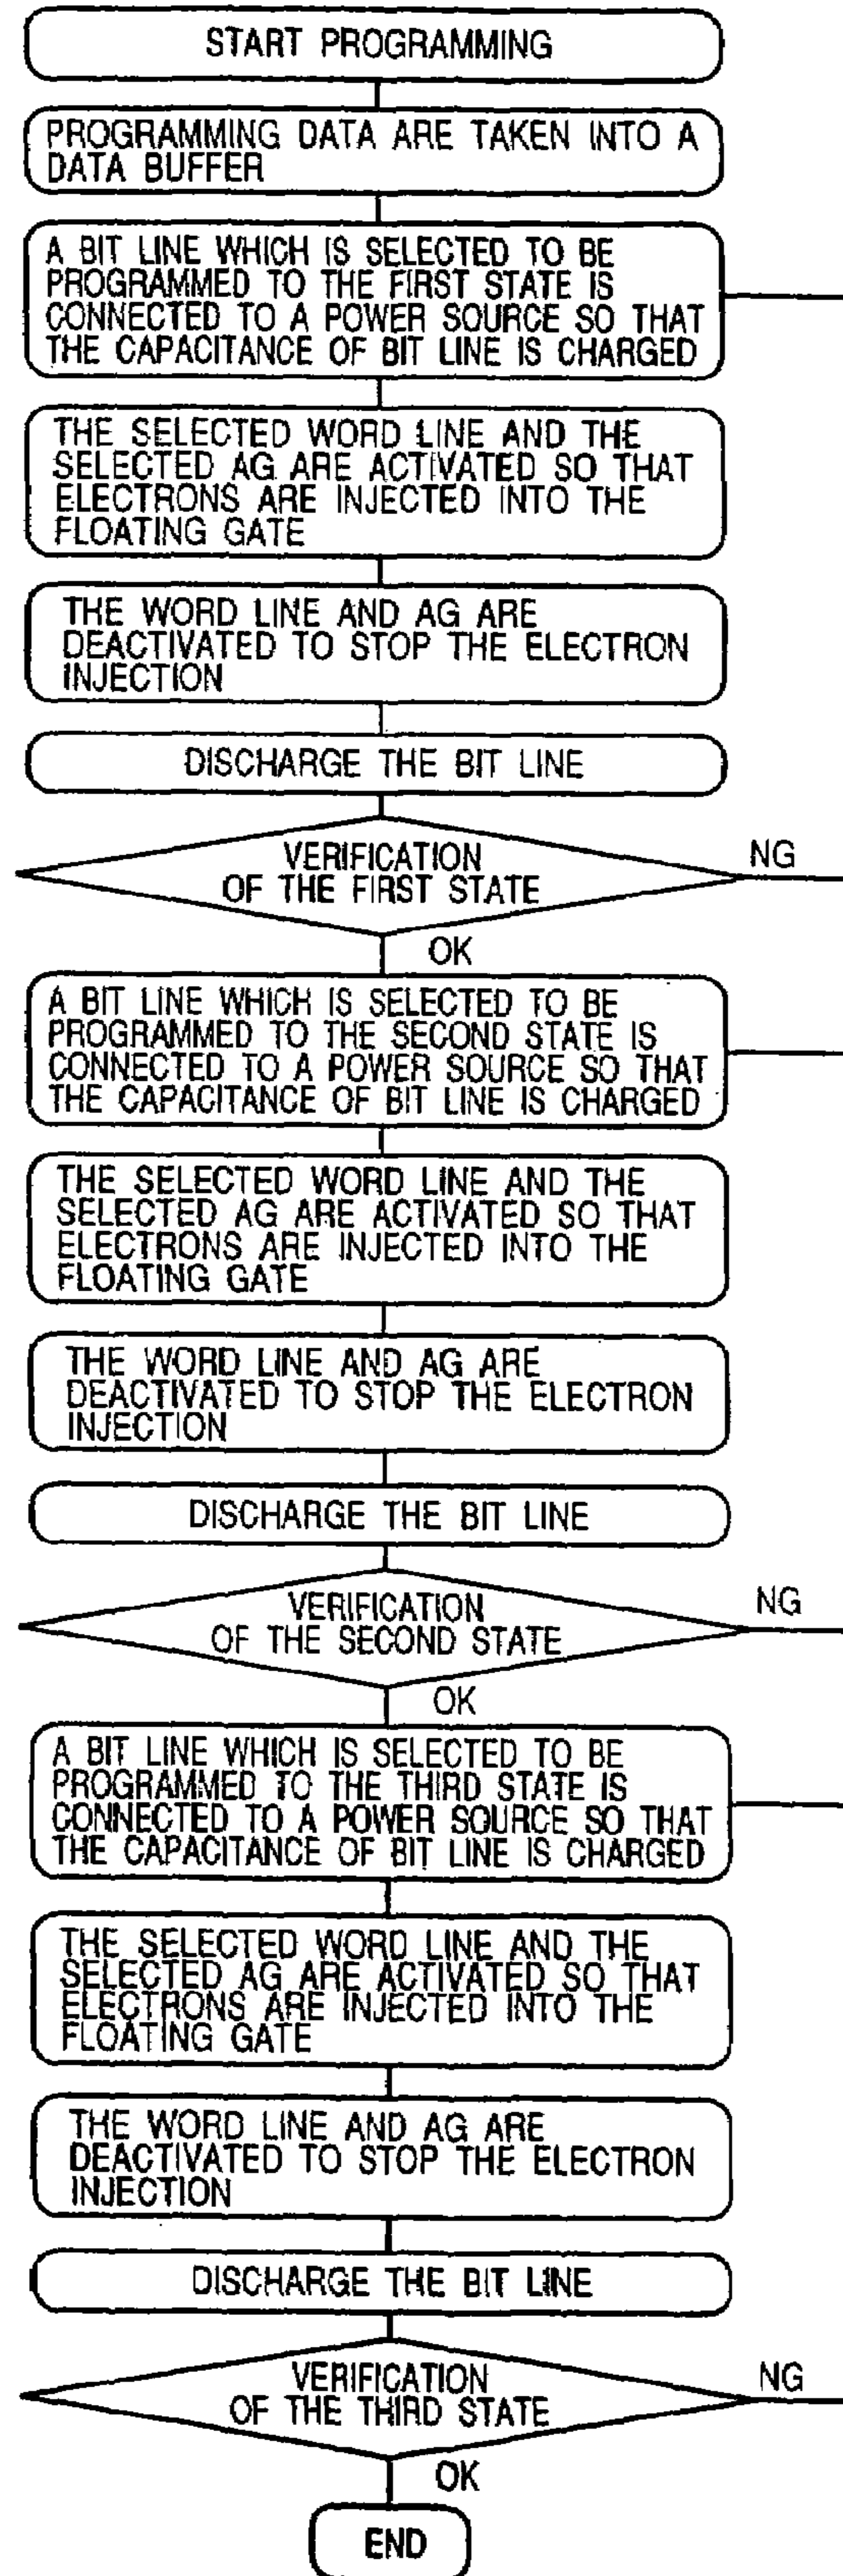 START PROGRAMMING
PROGRAMMING DATA ARE TAKEN INTO A
DATA BUFFER
A BIT LINE WHICH IS SELECTED TO BE
PROGRAMMED TO THE FIRST STATE IS
CONNECTED TO A POWER SOURCE SO THAT
THE CAPACITANCE OF BIT LINE IS CHARGED
THE SELECTED WORD LINE AND THE
SELECTED AG ARE ACTIVATED SO THAT
ELECTRONS ARE INJECTED INTO THE
FLOATING GATE
THE WORD LINE AND AG ARE
DEACTIVATED TO STOP THE ELECTRON
INJECTION
DISCHARGE THE BIT LINE
VERIFICATION
OF THE FIRST STATE
NG
OK
A BIT LINE WHICH IS SELECTED TO BE
PROGRAMMED TO THE SECOND STATE IS
CONNECTED TO A POWER SOURCE SO THAT
THE CAPACITANCE OF BIT LINE IS CHARGED
THE SELECTED WORD LINE AND THE
SELECTED AG ARE ACTIVATED SO THAT
ELECTRONS ARE INJECTED INTO THE
FLOATING GATE
THE WORD LINE AND AG ARE
DEACTIVATED TO STOP THE ELECTRON
INJECTION
DISCHARGE THE BIT LINE
VERIFICATION
OF THE SECOND STATE
NG
OK
A BIT LINE WHICH IS SELECTED TO BE
PROGRAMMED TO THE THIRD STATE IS
CONNECTED TO A POWER SOURCE SO THAT
THE CAPACITANCE OF BIT LINE IS CHARGED
THE SELECTED WORD LINE AND THE
SELECTED AG ARE ACTIVATED SO THAT
ELECTRONS ARE INJECTED INTO THE
FLOATING GATE
THE WORD LINE AND AG ARE
DEACTIVATED TO STOP THE ELECTRON
INJECTION
DISCHARGE THE BIT LINE
VERIFICATION
OF THE THIRD STATE
NG
OK
END